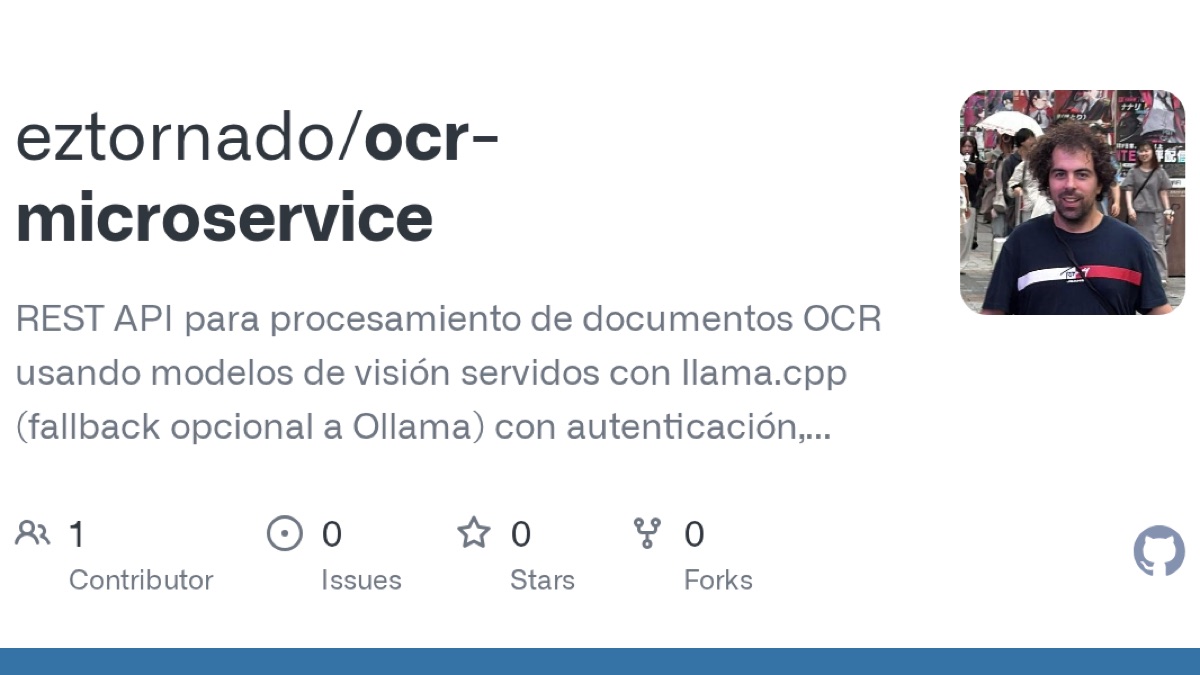 eztornado/ocr-
microservice
REST API para procesamiento de documentos OCR
usando modelos de visión servidos con llama.cpp
(fallback opcional a Ollama) con autenticación,...
1
Contributor
0
Issues
0
Stars
0
Forks